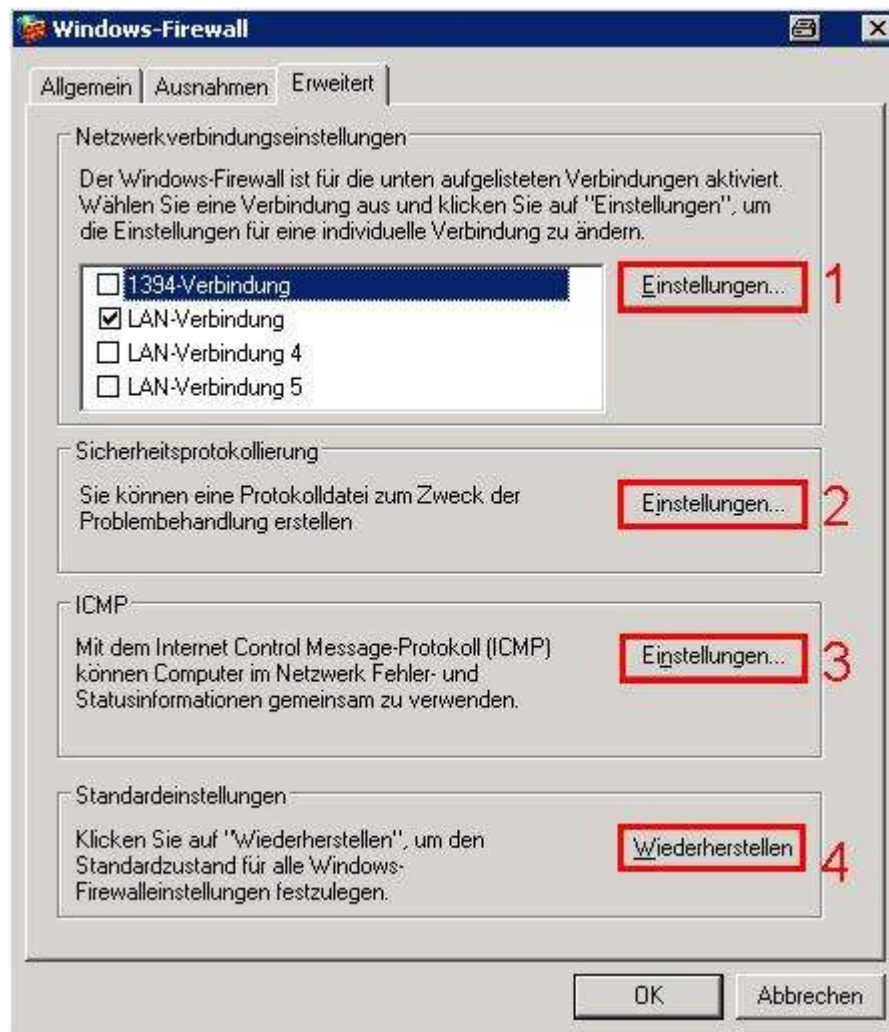 Windows-Firewall
Allgemein Ausnahmen Erweitert
Netzwerkverbindungseinstellungen
Der Windows-Firewall ist für die unten aufgelisteten Verbindungen aktiviert.
Wählen Sie eine Verbindung aus und klicken Sie auf "Einstellungen", um
die Einstellungen für eine individuelle Verbindung zu ändern.
1394-Verbindung
LAN-Verbindung
LAN-Verbindung 4
LAN-Verbindung 5
Einstellungen... 1
Sicherheitsprotokollierung
Sie können eine Protokolldatei zum Zweck der
Problembehandlung erstellen
Einstellungen... 2
ICMP
Mit dem Internet Control Message-Protokoll (ICMP)
können Computer im Netzwerk Fehler- und
Statusinformationen gemeinsam zu verwenden.
Einstellungen... 3
Standardeinstellungen
Klicken Sie auf "Wiederherstellen", um den
Standardzustand für alle Windows-
Firewalleinstellungen festzulegen.
Wiederherstellen 4
OK Abbrechen